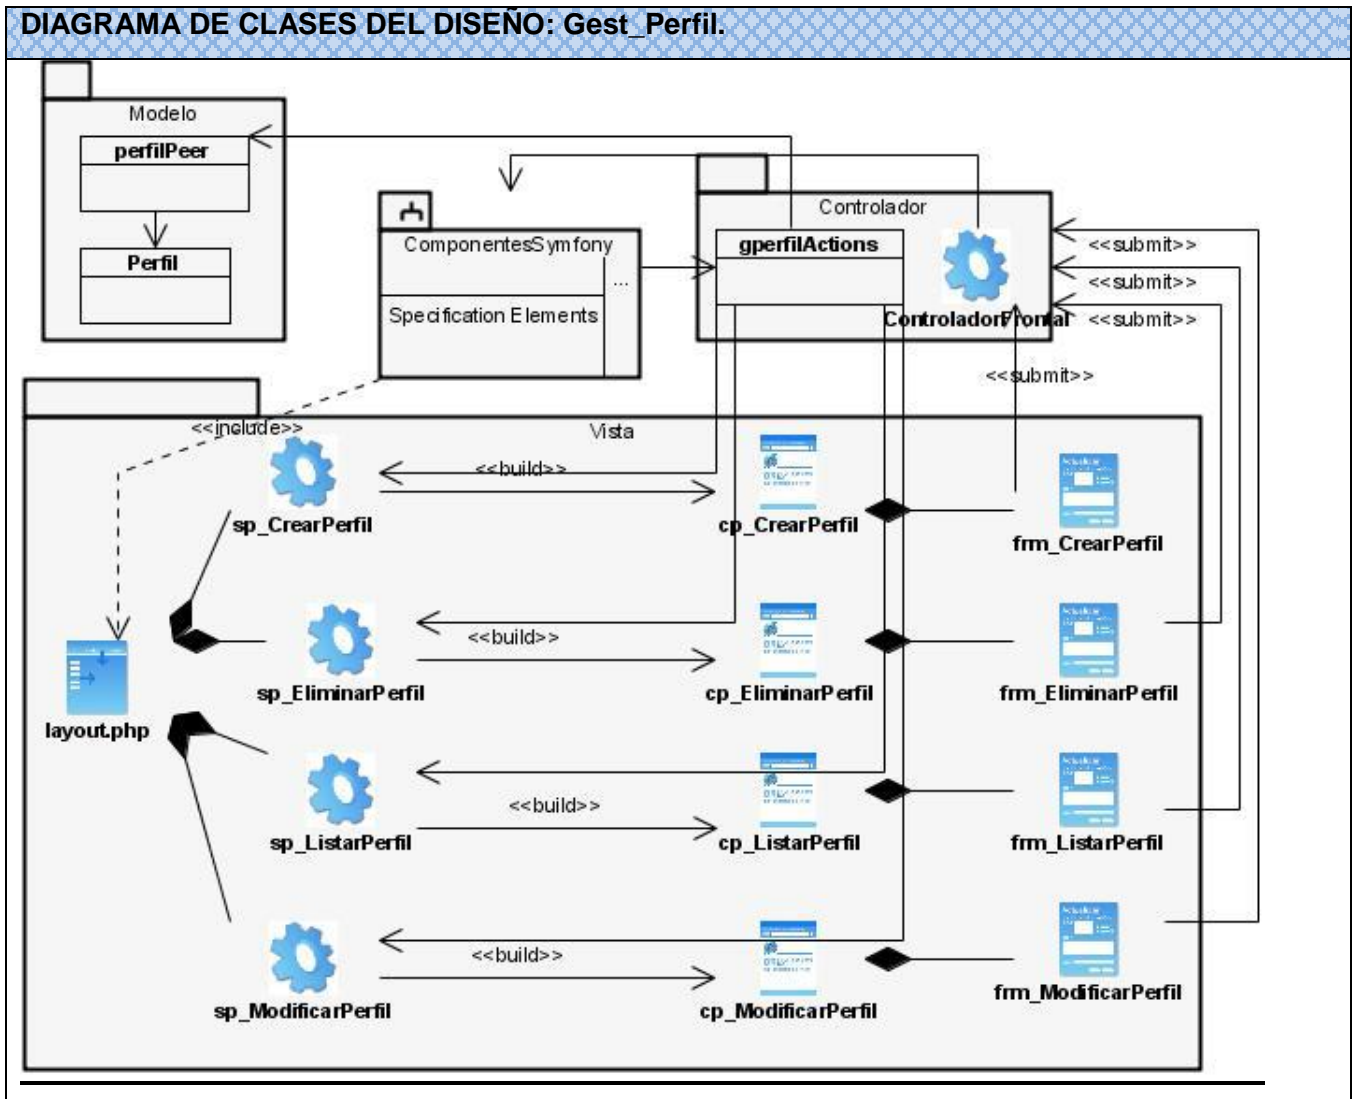 DIAGRAMA DE CLASES DEL DISEÑO: Gest_Perfil.
Modelo
perfilPeer
Perfil
ComponentesSymfony
...
Specification Elements
Controlador
gperfilActions
ControladorFrontal
<<submit>>
<<submit>>
<<submit>>
<<submit>>
<<include>>
Vista
<<build>>
sp_CrearPerfil
cp_CrearPerfil
frm_CrearPerfil
<<build>>
sp_EliminarPerfil
cp_EliminarPerfil
frm_EliminarPerfil
layout.php
<<build>>
sp_ListarPerfil
cp_ListarPerfil
frm_ListarPerfil
<<build>>
sp_ModificarPerfil
cp_ModificarPerfil
frm_ModificarPerfil